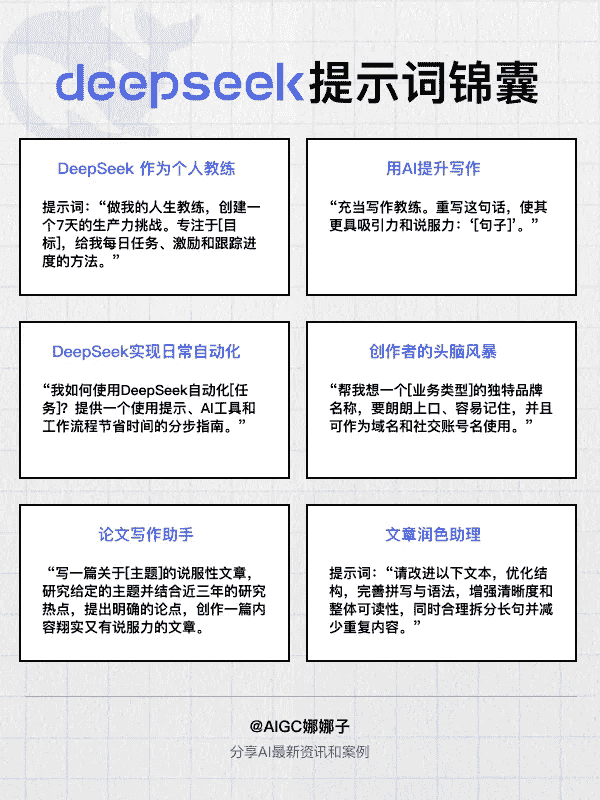 deepseek提示词锦囊
DeepSeek 作为个人教练
提示词：“做我的人生教练，创建一
个7天的生产力挑战。专注于[目
标]，给我每日任务、激励和跟踪进
度的方法。”
用AI提升写作
“充当写作教练。重写这句话，使其
更具吸引力和说服力：‘[句子]’。”
DeepSeek实现日常自动化
“我如何使用DeepSeek自动化[任
务]？提供一个使用提示、AI工具和
工作流程节省时间的分步指南。”
创作者的头脑风暴
“帮我想一个[业务类型]的独特品牌
名称，要朗朗上口、容易记住，并且
可作为域名和社交账号名使用。”
论文写作助手
“写一篇关于[主题]的说服性文章，
研究给定的主题并结合近三年的研究
热点，提出明确的论点，创作一篇内
容翔实又有说服力的文章。
文章润色助理
提示词：“请改进以下文本，优化结
构，完善拼写与语法，增强清晰度和
整体可读性，同时合理拆分长句并减
少重复内容。”
@AIGC娜娜子
分享AI最新资讯和案例